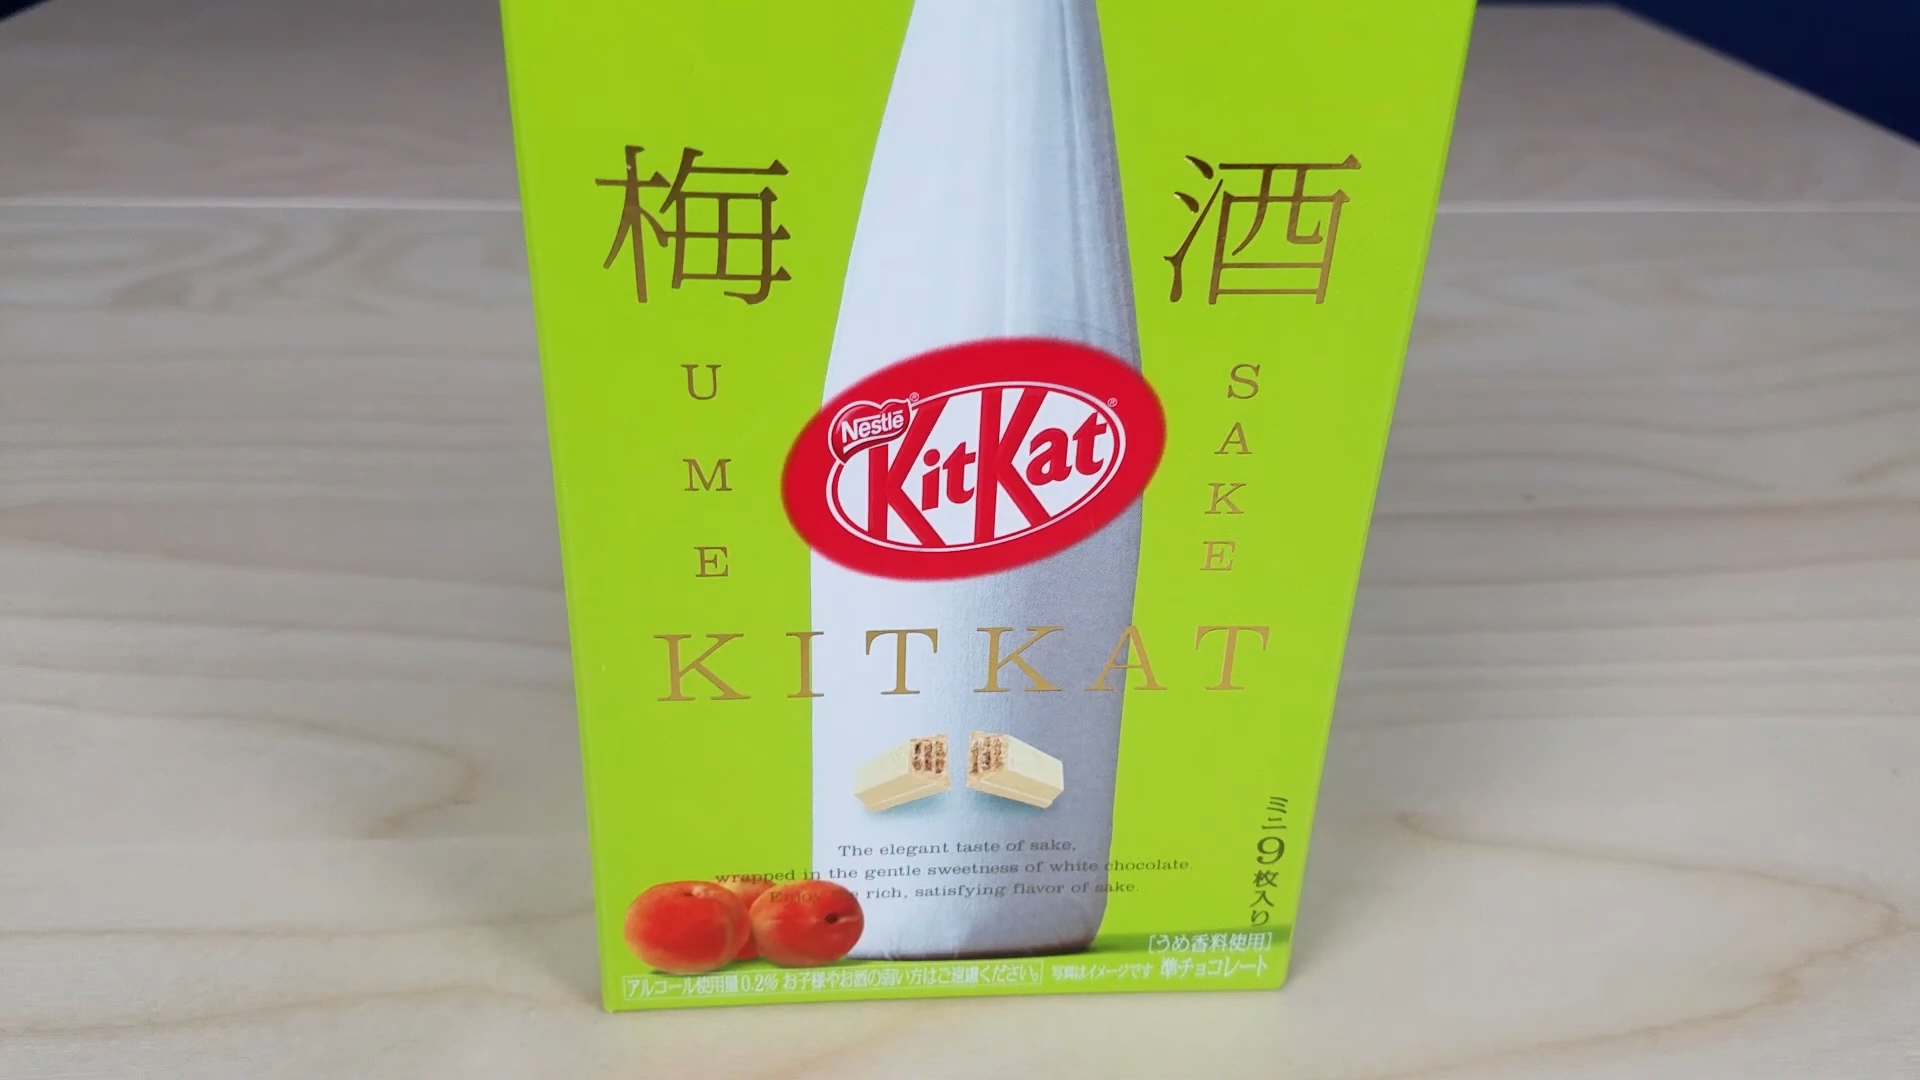 梅酒
UME
SAKE
Nestlé
KitKat
KITKAT
The elegant taste of sake,
wrapped in the gentle sweetness of white chocolate.
Enjoy rich, satisfying flavor of sake.
ミニ9枚入り
[うめ香料使用]
アルコール使用量0.2% お子様やお酒の弱い方はご遠慮ください。
写真はイメージです 準チョコレート